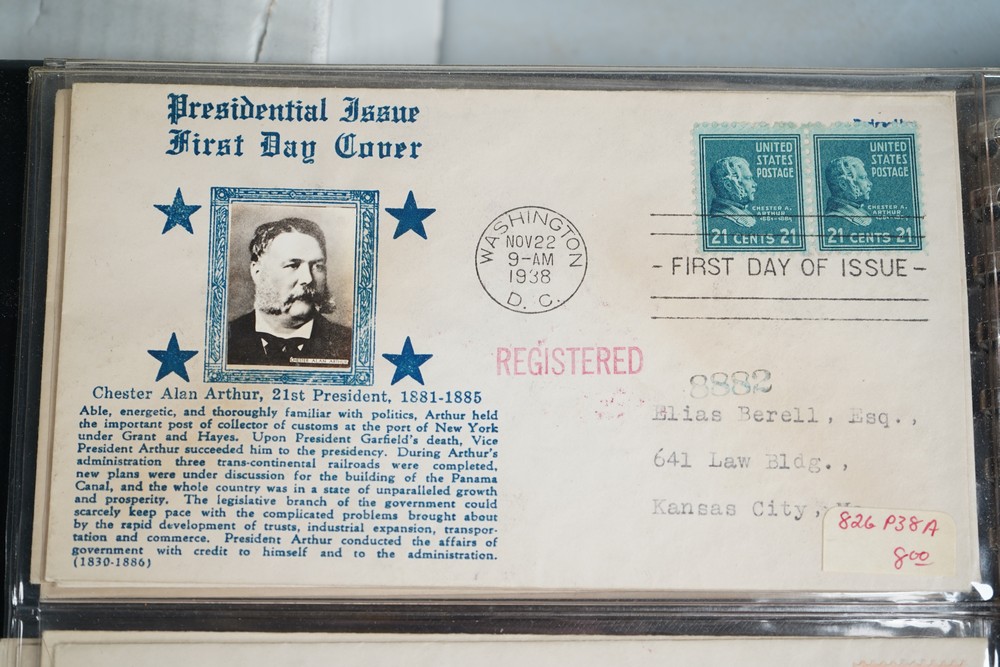 Presidential Issue
First Day Cover
UNITED
STATES
POSTAGE
CHESTER A.
ARTHUR
21 CENTS 21
UNITED
STATES
POSTAGE
CHESTER A.
ARTHUR
21 CENTS 21
WASHINGTON
NOV 22
9-AM
1938
D. C.
- FIRST DAY OF ISSUE -
REGISTERED
8882
Elias Berell, Esq.,
641 Law Bldg.,
Kansas City,
826 P38A
8.00
Chester Alan Arthur, 21st President, 1881-1885
Able, energetic, and thoroughly familiar with politics, Arthur held
the important post of collector of customs at the port of New York
under Grant and Hayes. Upon President Garfield's death, Vice
President Arthur succeeded him to the presidency. During Arthur's
administration three trans-continental railroads were completed,
new plans were under discussion for the building of the Panama
Canal, and the whole country was in a state of unparalleled growth
and prosperity. The legislative branch of the government could
scarcely keep pace with the complicated problems brought about
by the rapid development of trusts, industrial expansion, transpor-
tation and commerce. President Arthur conducted the affairs of
government with credit to himself and to the administration.
(1830-1886)